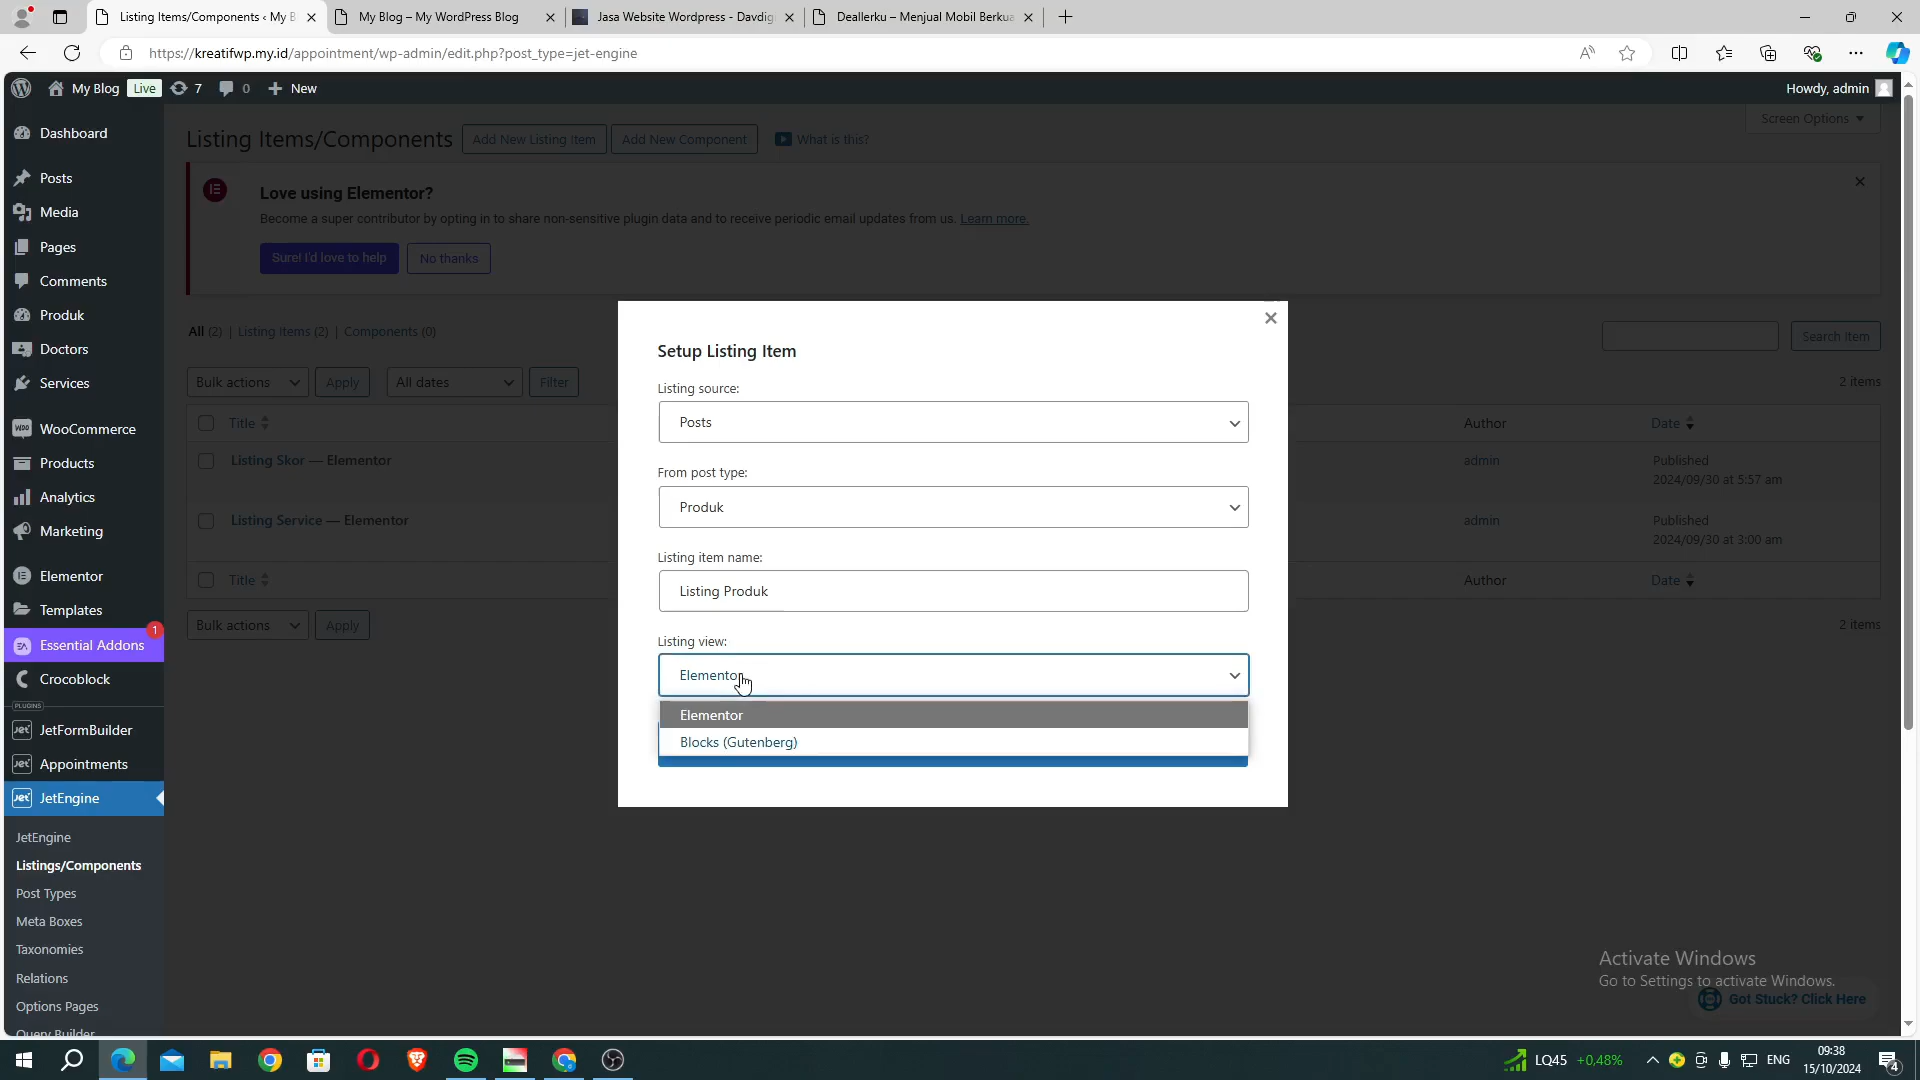 Listing Items/Components ‹ My B
My Blog – My WordPress Blog
Jasa Website Wordpress - Davdig
Deallerku – Menjual Mobil Berkua
https://kreatifwp.my.id/appointment/wp-admin/edit.php?post_type=jet-engine
My Blog
Live
7
0
New
Howdy, admin
Dashboard
Posts
Media
Pages
Comments
Produk
Doctors
Services
WooCommerce
Products
Analytics
Marketing
Elementor
Templates
Essential Addons
1
Crocoblock
PLUGINS
JetFormBuilder
Appointments
JetEngine
JetEngine
Listings/Components
Post Types
Meta Boxes
Taxonomies
Relations
Options Pages
Query Builder
Listing Items/Components
Add New Listing Item
Add New Component
What is this?
Screen Options
Love using Elementor?
Become a super contributor by opting in to share non-sensitive plugin data and to receive periodic email updates from us. Learn more.
Sure! I'd love to help
No thanks
All (2) | Listing Items (2) | Components (0)
Search Item
Bulk actions
Apply
All dates
Filter
2 items
Title
Author
Date
Listing Skor — Elementor
admin
Published
2024/09/30 at 5:57 am
Listing Service — Elementor
admin
Published
2024/09/30 at 3:00 am
Title
Author
Date
Bulk actions
Apply
2 items
Setup Listing Item
Listing source:
Posts
From post type:
Produk
Listing item name:
Listing Produk
Listing view:
Elementor
Elementor
Blocks (Gutenberg)
Activate Windows
Go to Settings to activate Windows.
Got Stuck? Click Here
LQ45 +0,48%
ENG
09:38
15/10/2024
4